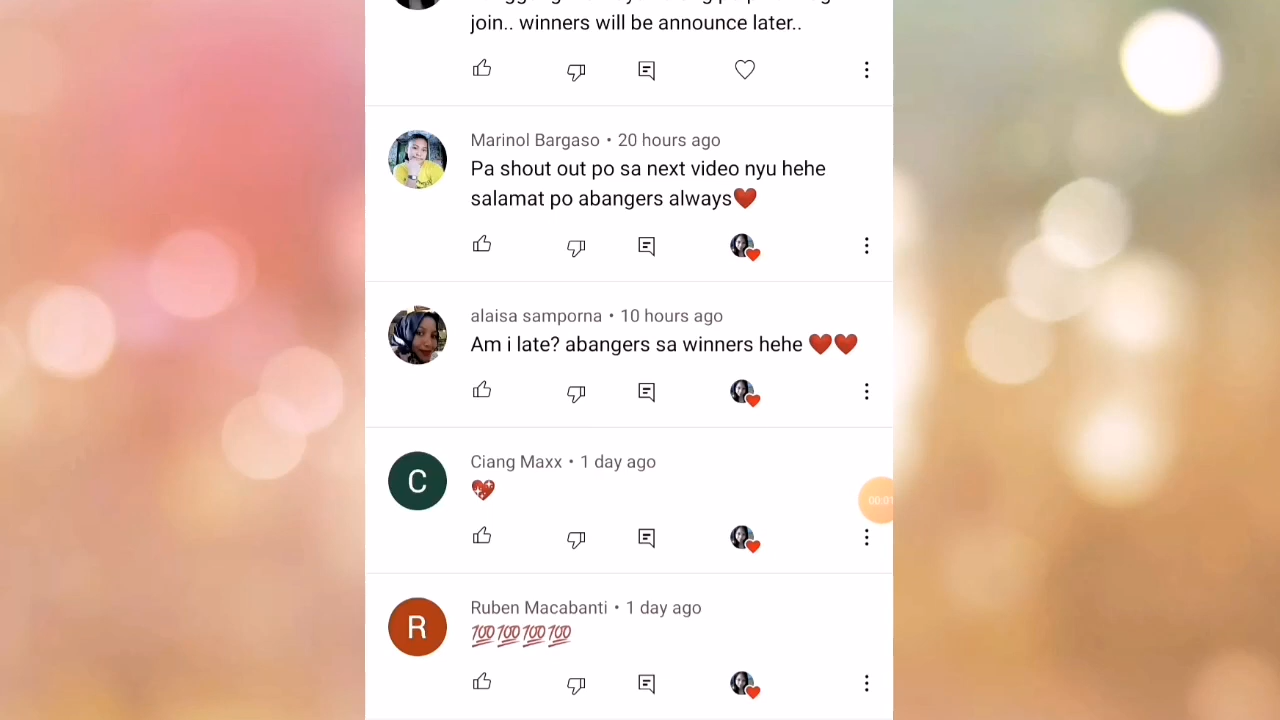 join.. winners will be announce later..
Marinol Bargaso • 20 hours ago
Pa shout out po sa next video nyu hehe
salamat po abangers always❤️
alaisa samporna • 10 hours ago
Am i late? abangers sa winners hehe ❤️❤️
C
Ciang Maxx • 1 day ago
💖
R
Ruben Macabanti • 1 day ago
💯💯💯💯